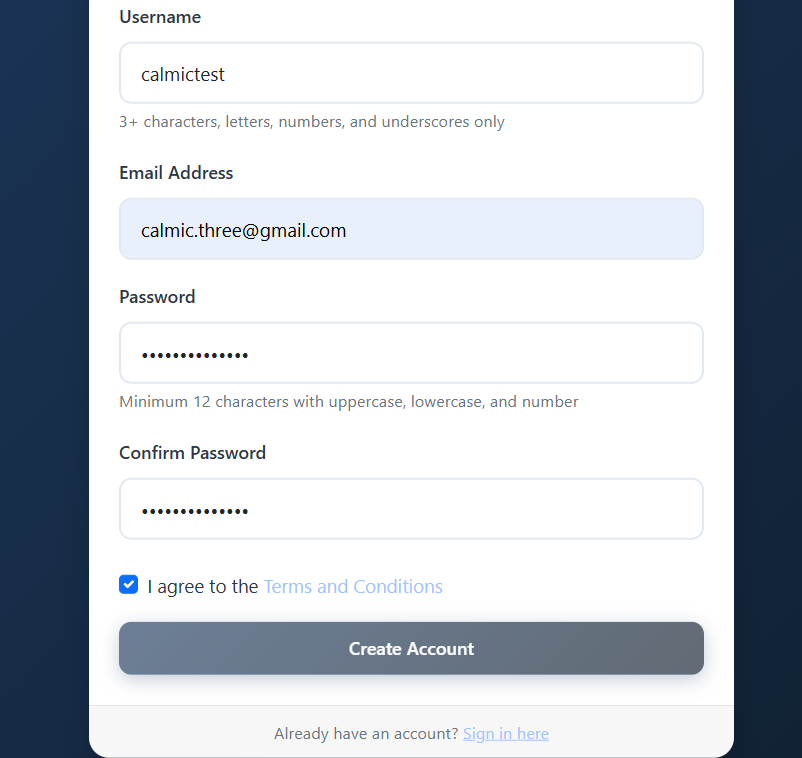 Username
calmictest
3+ characters, letters, numbers, and underscores only
Email Address
calmic.three@gmail.com
Password
••••••••••••••
Minimum 12 characters with uppercase, lowercase, and number
Confirm Password
••••••••••••••
I agree to the Terms and Conditions
Create Account
Already have an account? Sign in here